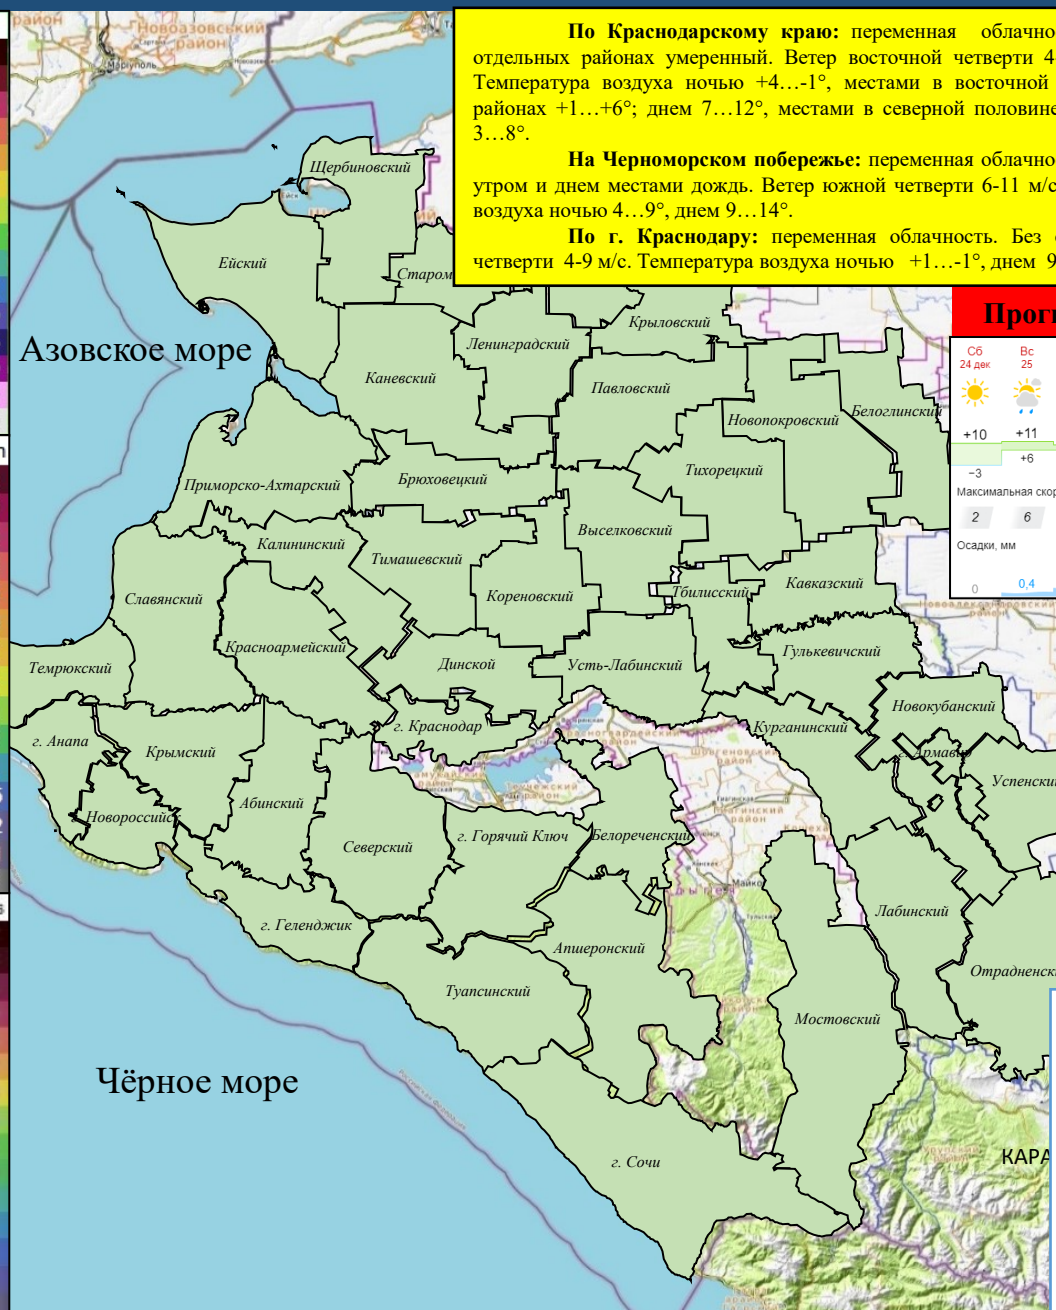 По Краснодарскому краю: переменная облачно
отдельных районах умеренный. Ветер восточной четверти 4-
Температура воздуха ночью +4…-1°, местами в восточной
районах +1…+6°; днем 7…12°, местами в северной половине
3…8°.
На Черноморском побережье: переменная облачно
утром и днем местами дождь. Ветер южной четверти 6-11 м/с
воздуха ночью 4…9°, днем 9…14°.
По г. Краснодару: переменная облачность. Без
четверти 4-9 м/с. Температура воздуха ночью +1…-1°, днем 9
район
Новоазовський
район
Мариуполь
Щербиновский
Ейский
Старом
Крыловский
Прог
Азовское море
Ленинградский
Каневский
Павловский
Сб Вс
24 дек 25
Новопокровский
Белоглинский
+10 +11
+6
−3
Максимальная скор
2 6
Осадки, мм
0 0,4
Тихорецкий
Брюховецкий
Приморско-Ахтарский
Выселковский
Калининский
Тимашевский
Кавказский
Тбилисский
Кореновский
Славянский
Красноармейский
Гулькевичский
Динской
Усть-Лабинский
Темрюкский
Новокубанский
г. Краснодар
Курганинский
г. Анапа
Крымский
г. Армавир
Успенский
Абинский
Новороссийск
г. Горячий Ключ
Белореченский
Северский
Майко
Лабинский
г. Геленджик
Апшеронский
Отрадненски
Туапсинский
Мостовский
Чёрное море
КАРА
г. Сочи